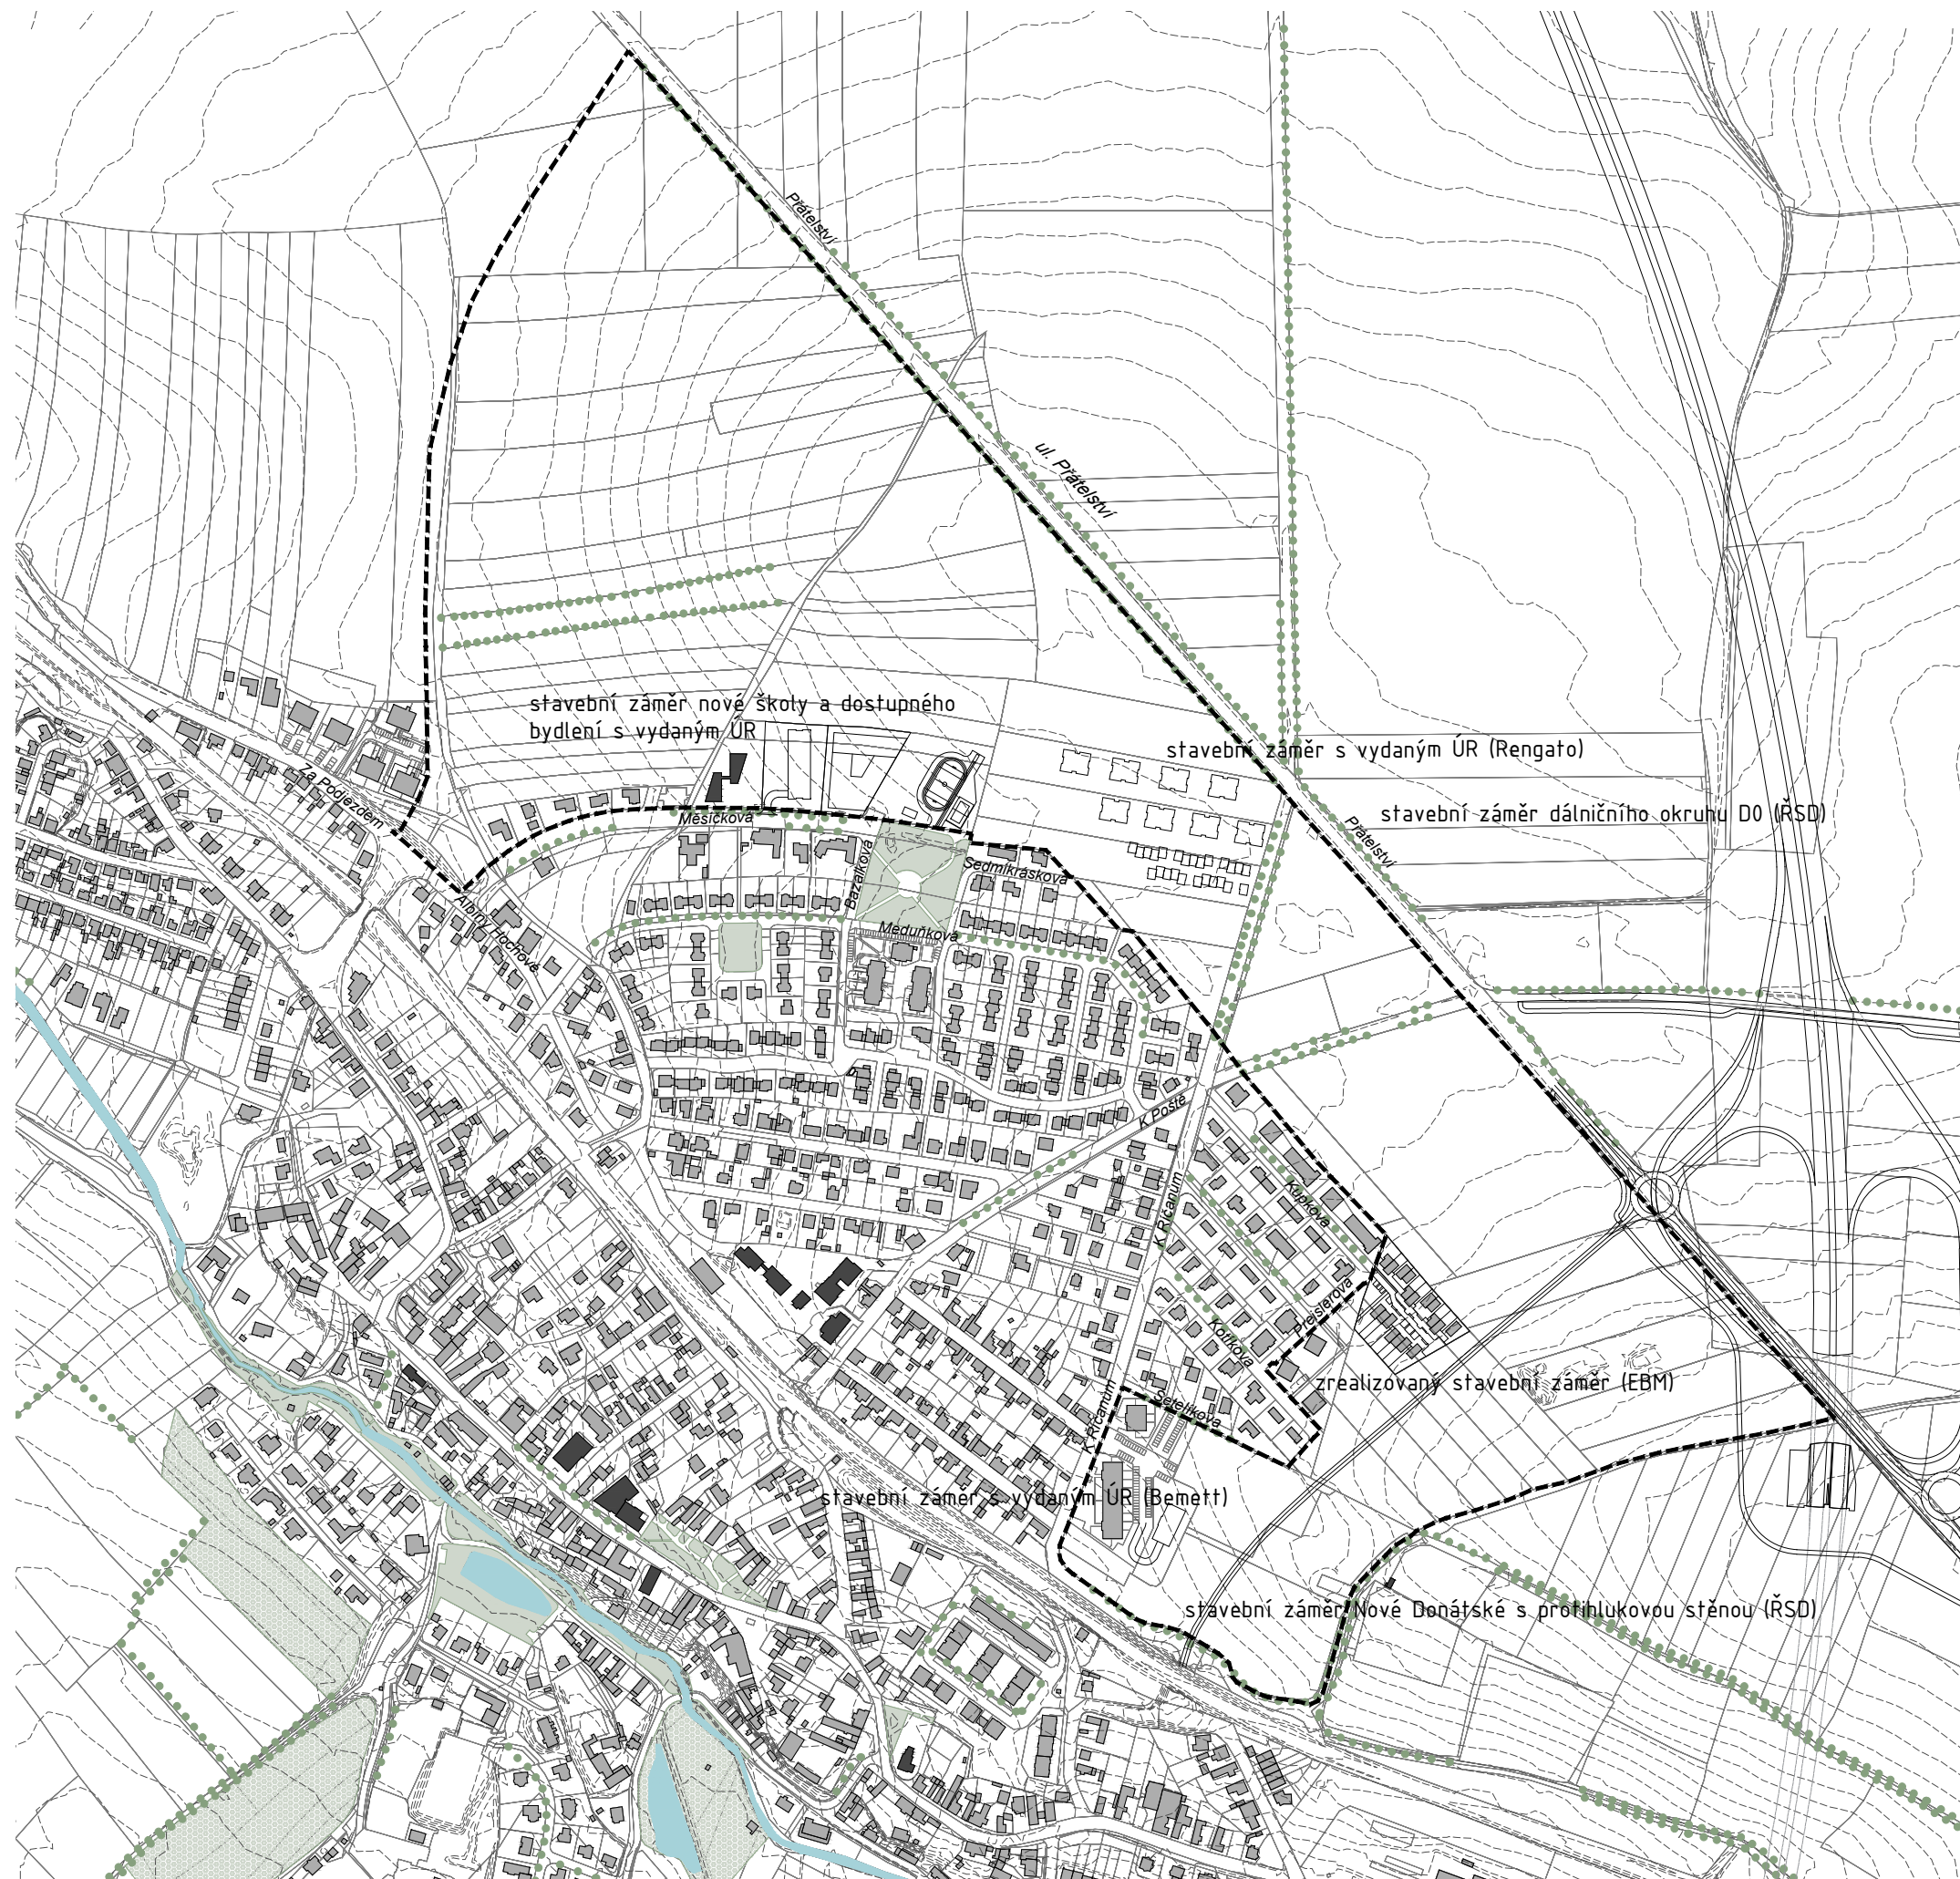 Přátelství
ul. Přátelství
stavební záměr nové školy a dostupného
bydlení s vydaným ÚR
stavební záměr s vydaným ÚR (Rengato)
Za Podjezdem
Měsíčkova
stavební záměr dálničního okruhu D0 (ŘSD)
Přátelství
Bazalková
Sedmikrásková
Albíny Hochové
Meduňková
K Poště
K Říčanům
Kupkova
Preislerova
Kotíkova
zrealizovaný stavební záměr (EBM)
K Říčanům
Šetelíkova
stavební záměr s vydaným ÚR (Bemett)
stavební záměr Nové Donátské s protihlukovou stěnou (ŘSD)